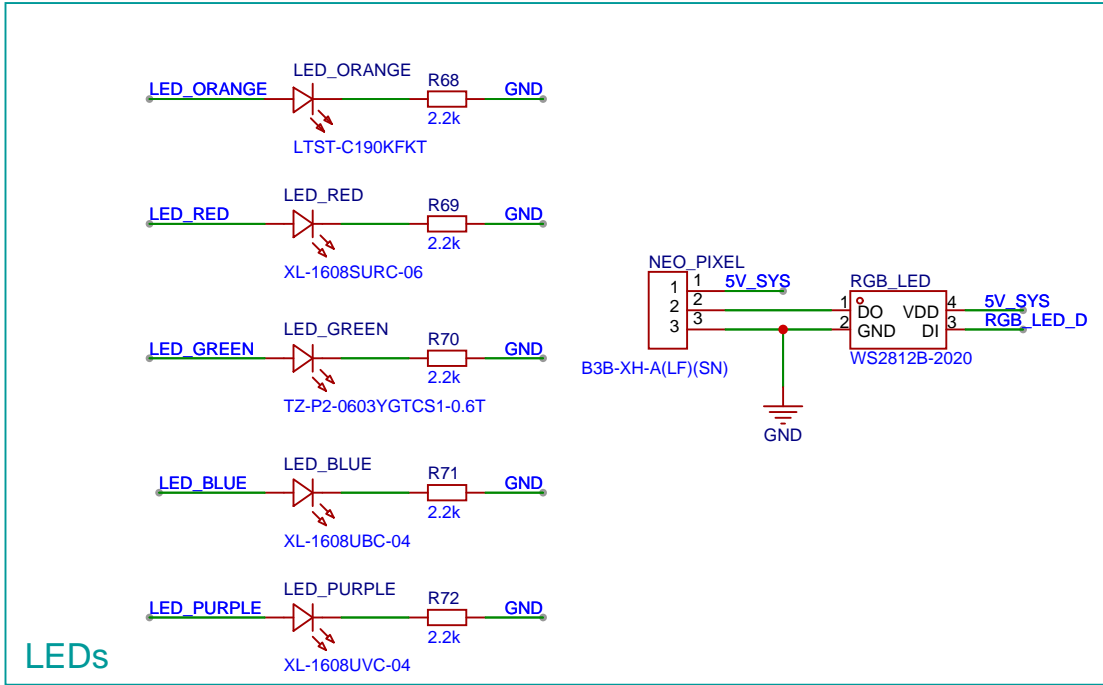 LED_ORANGE
LED_ORANGE
R68
GND
2.2k
LTST-C190KFKT
LED_RED
LED_RED
R69
GND
2.2k
XL-1608SURC-06
LED_GREEN
LED_GREEN
R70
GND
2.2k
TZ-P2-0603YGTCS1-0.6T
LED_BLUE
LED_BLUE
R71
GND
2.2k
XL-1608UBC-04
LED_PURPLE
LED_PURPLE
R72
GND
2.2k
XL-1608UVC-04
NEO_PIXEL
1 1 5V_SYS
2 2
3 3
B3B-XH-A(LF)(SN)
GND
RGB_LED
1 DO VDD 4 5V_SYS
2 GND DI 3 RGB_LED_D
WS2812B-2020
LEDs